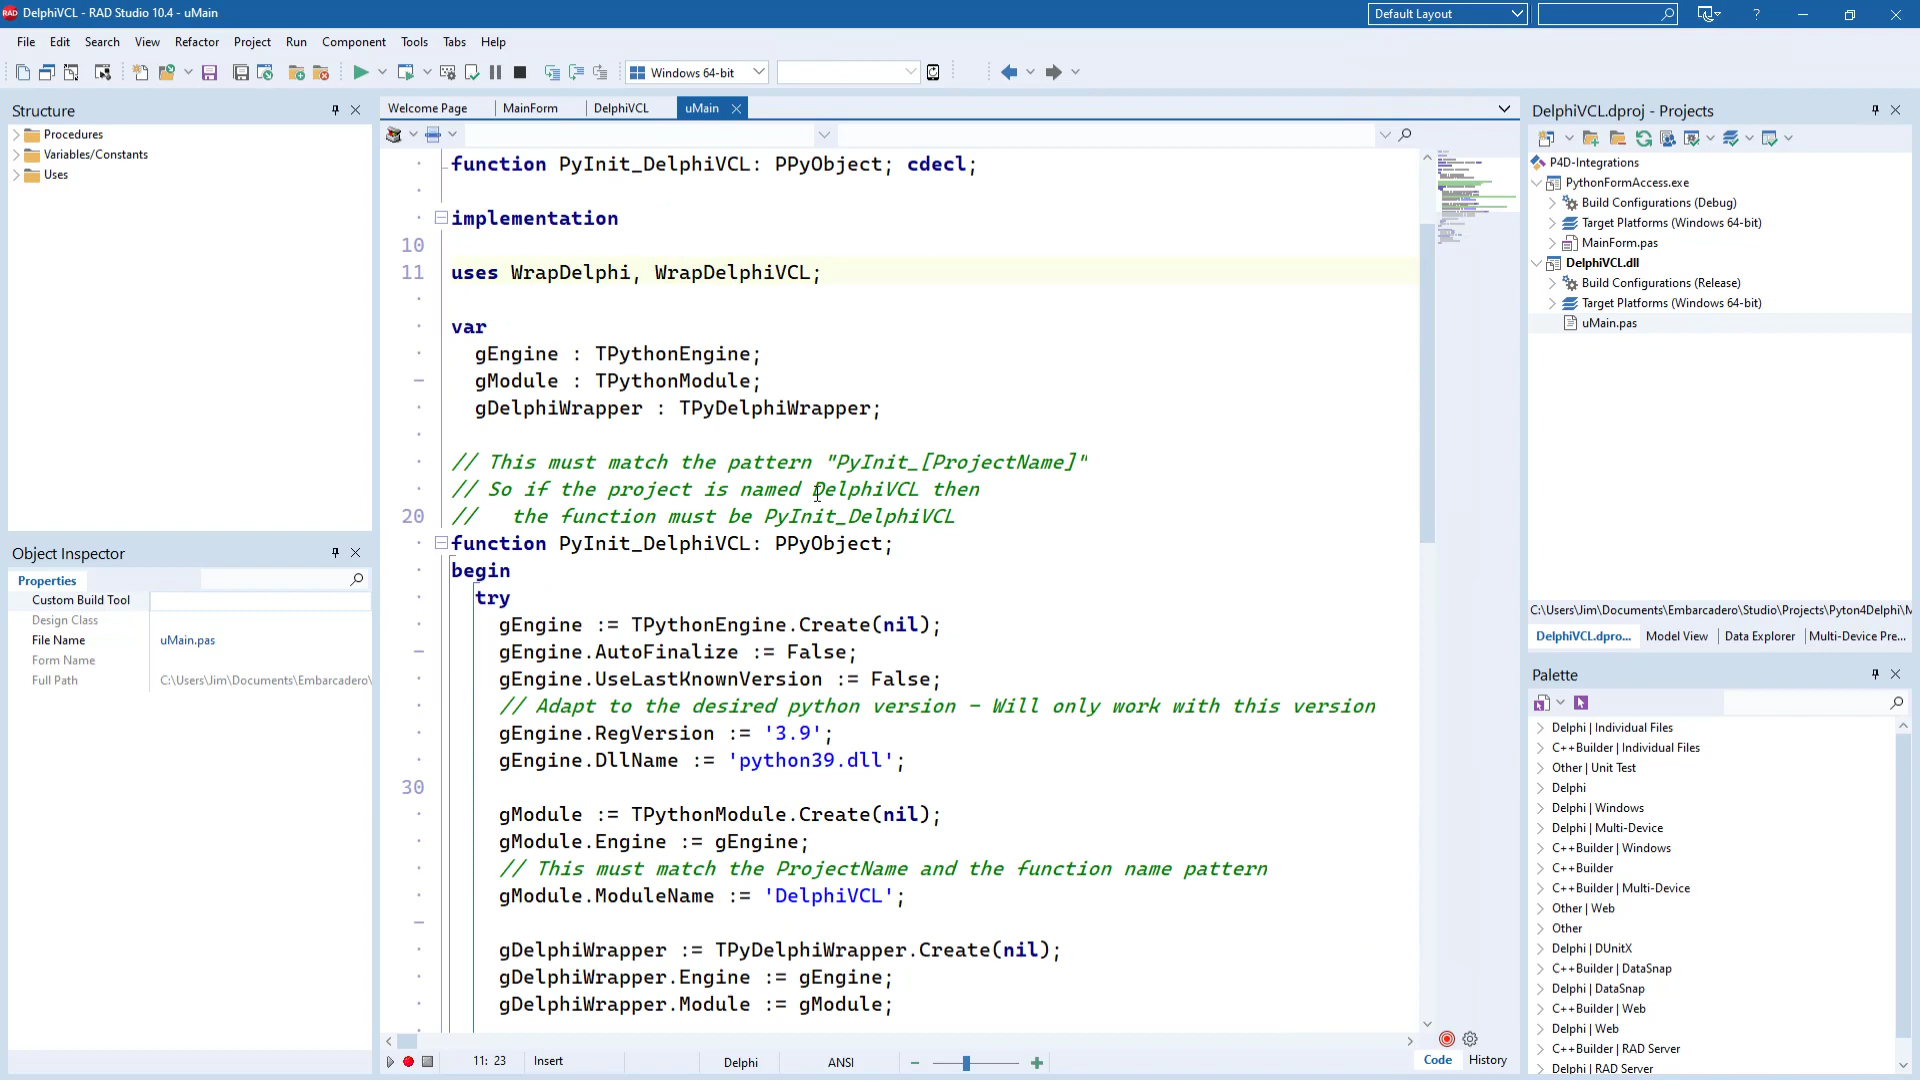 DelphiVCL - RAD Studio 10.4 - uMain
Default Layout
File Edit Search View Refactor Project Run Component Tools Tabs Help
Windows 64-bit
Structure
Procedures
Variables/Constants
Uses
Object Inspector
Properties
Custom Build Tool
Design Class
File Name uMain.pas
Form Name
Full Path C:\Users\Jim\Documents\Embarcadero\
Welcome Page MainForm DelphiVCL uMain
function PyInit_DelphiVCL: PPyObject; cdecl;
implementation
10
11 uses WrapDelphi, WrapDelphiVCL;
var
gEngine : TPythonEngine;
gModule : TPythonModule;
gDelphiWrapper : TPyDelphiWrapper;
// This must match the pattern "PyInit_[ProjectName]"
// So if the project is named DelphiVCL then
20 //   the function must be PyInit_DelphiVCL
function PyInit_DelphiVCL: PPyObject;
begin
try
gEngine := TPythonEngine.Create(nil);
gEngine.AutoFinalize := False;
gEngine.UseLastKnownVersion := False;
// Adapt to the desired python version - Will only work with this version
gEngine.RegVersion := '3.9';
gEngine.DllName := 'python39.dll';
30
gModule := TPythonModule.Create(nil);
gModule.Engine := gEngine;
// This must match the ProjectName and the function name pattern
gModule.ModuleName := 'DelphiVCL';
gDelphiWrapper := TPyDelphiWrapper.Create(nil);
gDelphiWrapper.Engine := gEngine;
gDelphiWrapper.Module := gModule;
11: 23 Insert Delphi ANSI
Code History
DelphiVCL.dproj - Projects
P4D-Integrations
PythonFormAccess.exe
Build Configurations (Debug)
Target Platforms (Windows 64-bit)
MainForm.pas
DelphiVCL.dll
Build Configurations (Release)
Target Platforms (Windows 64-bit)
uMain.pas
C:\Users\Jim\Documents\Embarcadero\Studio\Projects\Pyton4Delphi\M
DelphiVCL.dpro... Model View Data Explorer Multi-Device Pre...
Palette
Delphi | Individual Files
C++Builder | Individual Files
Other | Unit Test
Delphi
Delphi | Windows
Delphi | Multi-Device
C++Builder | Windows
C++Builder
C++Builder | Multi-Device
Other | Web
Other
Delphi | DUnitX
C++Builder | DataSnap
Delphi | DataSnap
C++Builder | Web
Delphi | Web
C++Builder | RAD Server
Delphi | RAD Server